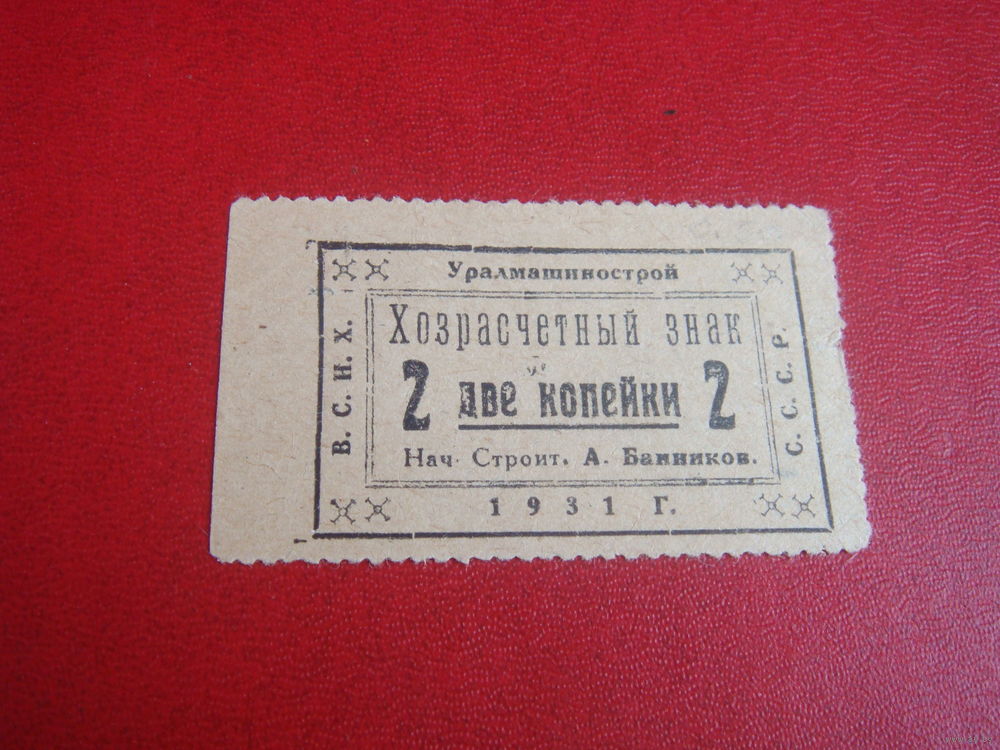 Уралмашинострой
В. С. Н. Х.
Хозрасчетный знак
2 две копейки 2
Нач. Строит. А. Банников.
С. С. С. Р.
1931 г.